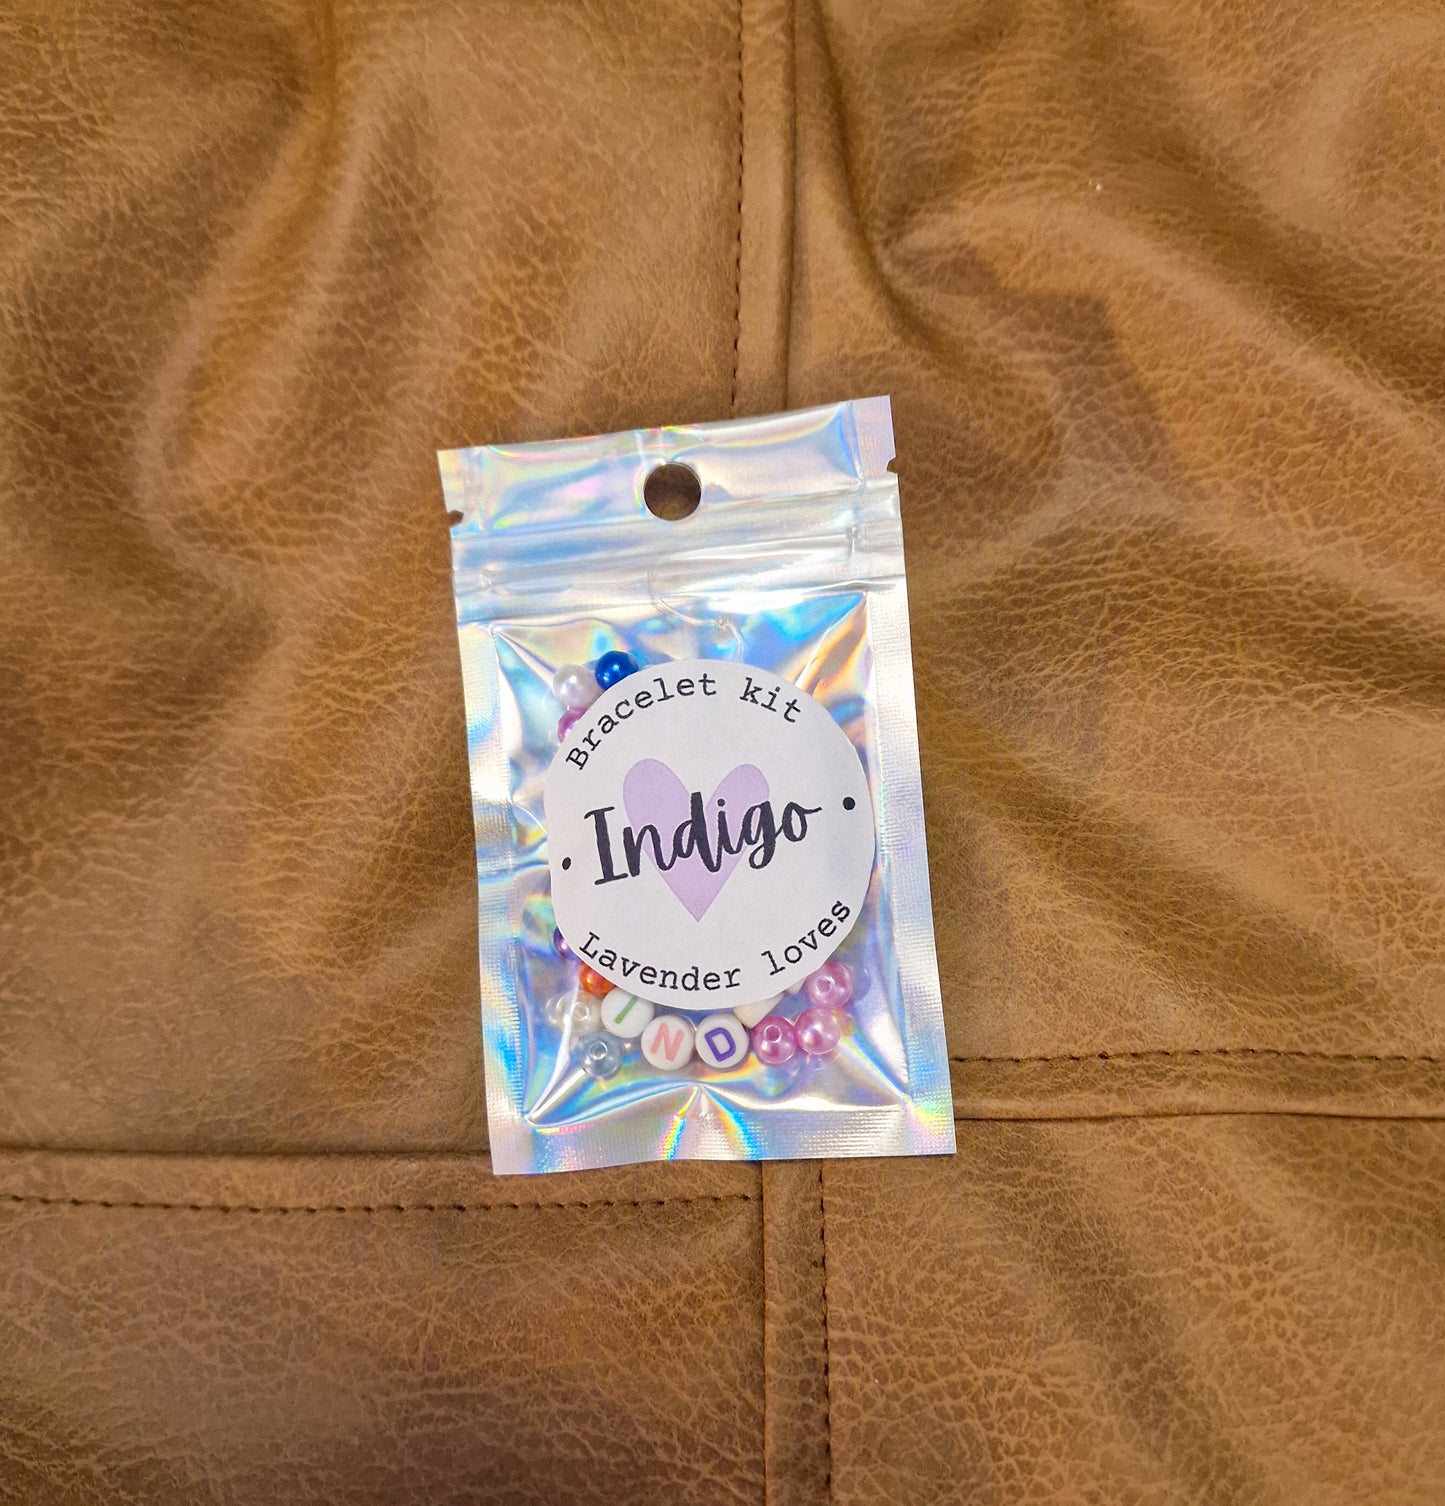 Bracelet kit
• Indigo •
Lavender loves
I N D